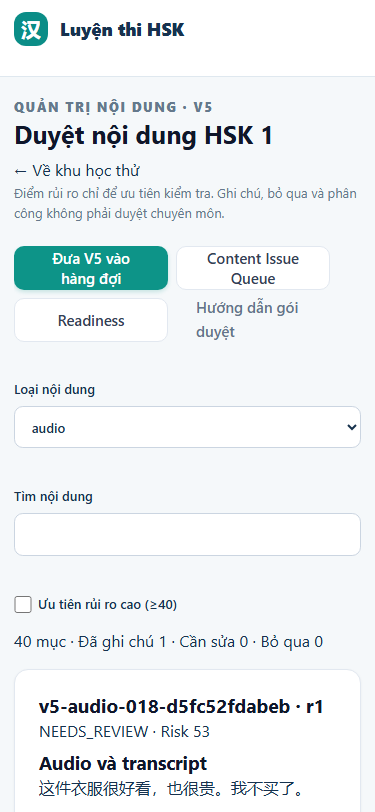 汉 Luyện thi HSK
QUẢN TRỊ NỘI DUNG · V5
Duyệt nội dung HSK 1
← Về khu học thử
Điểm rủi ro chỉ để ưu tiên kiểm tra. Ghi chú, bỏ qua và phân
công không phải duyệt chuyên môn.
Đưa V5 vào
hàng đợi
Content Issue
Queue
Readiness
Hướng dẫn gói
duyệt
Loại nội dung
audio
Tìm nội dung
Ưu tiên rủi ro cao (≥40)
40 mục · Đã ghi chú 1 · Cần sửa 0 · Bỏ qua 0
v5-audio-018-d5fc52fdabeb · r1
NEEDS_REVIEW · Risk 53
Audio và transcript
这件衣服很好看，也很贵。我不买了。